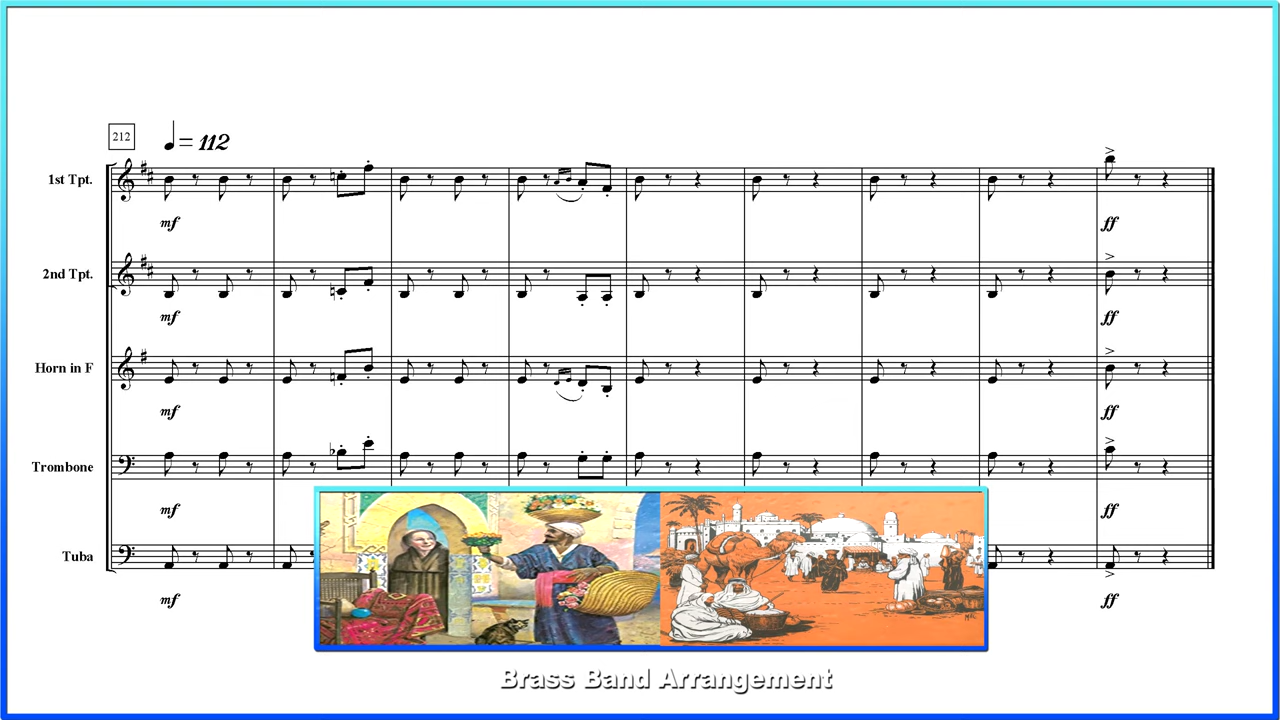 212
= 112
1st Tpt.
mf
ff
2nd Tpt.
mf
ff
Horn in F
mf
ff
Trombone
mf
ff
Tuba
mf
ff
Brass Band Arrangement